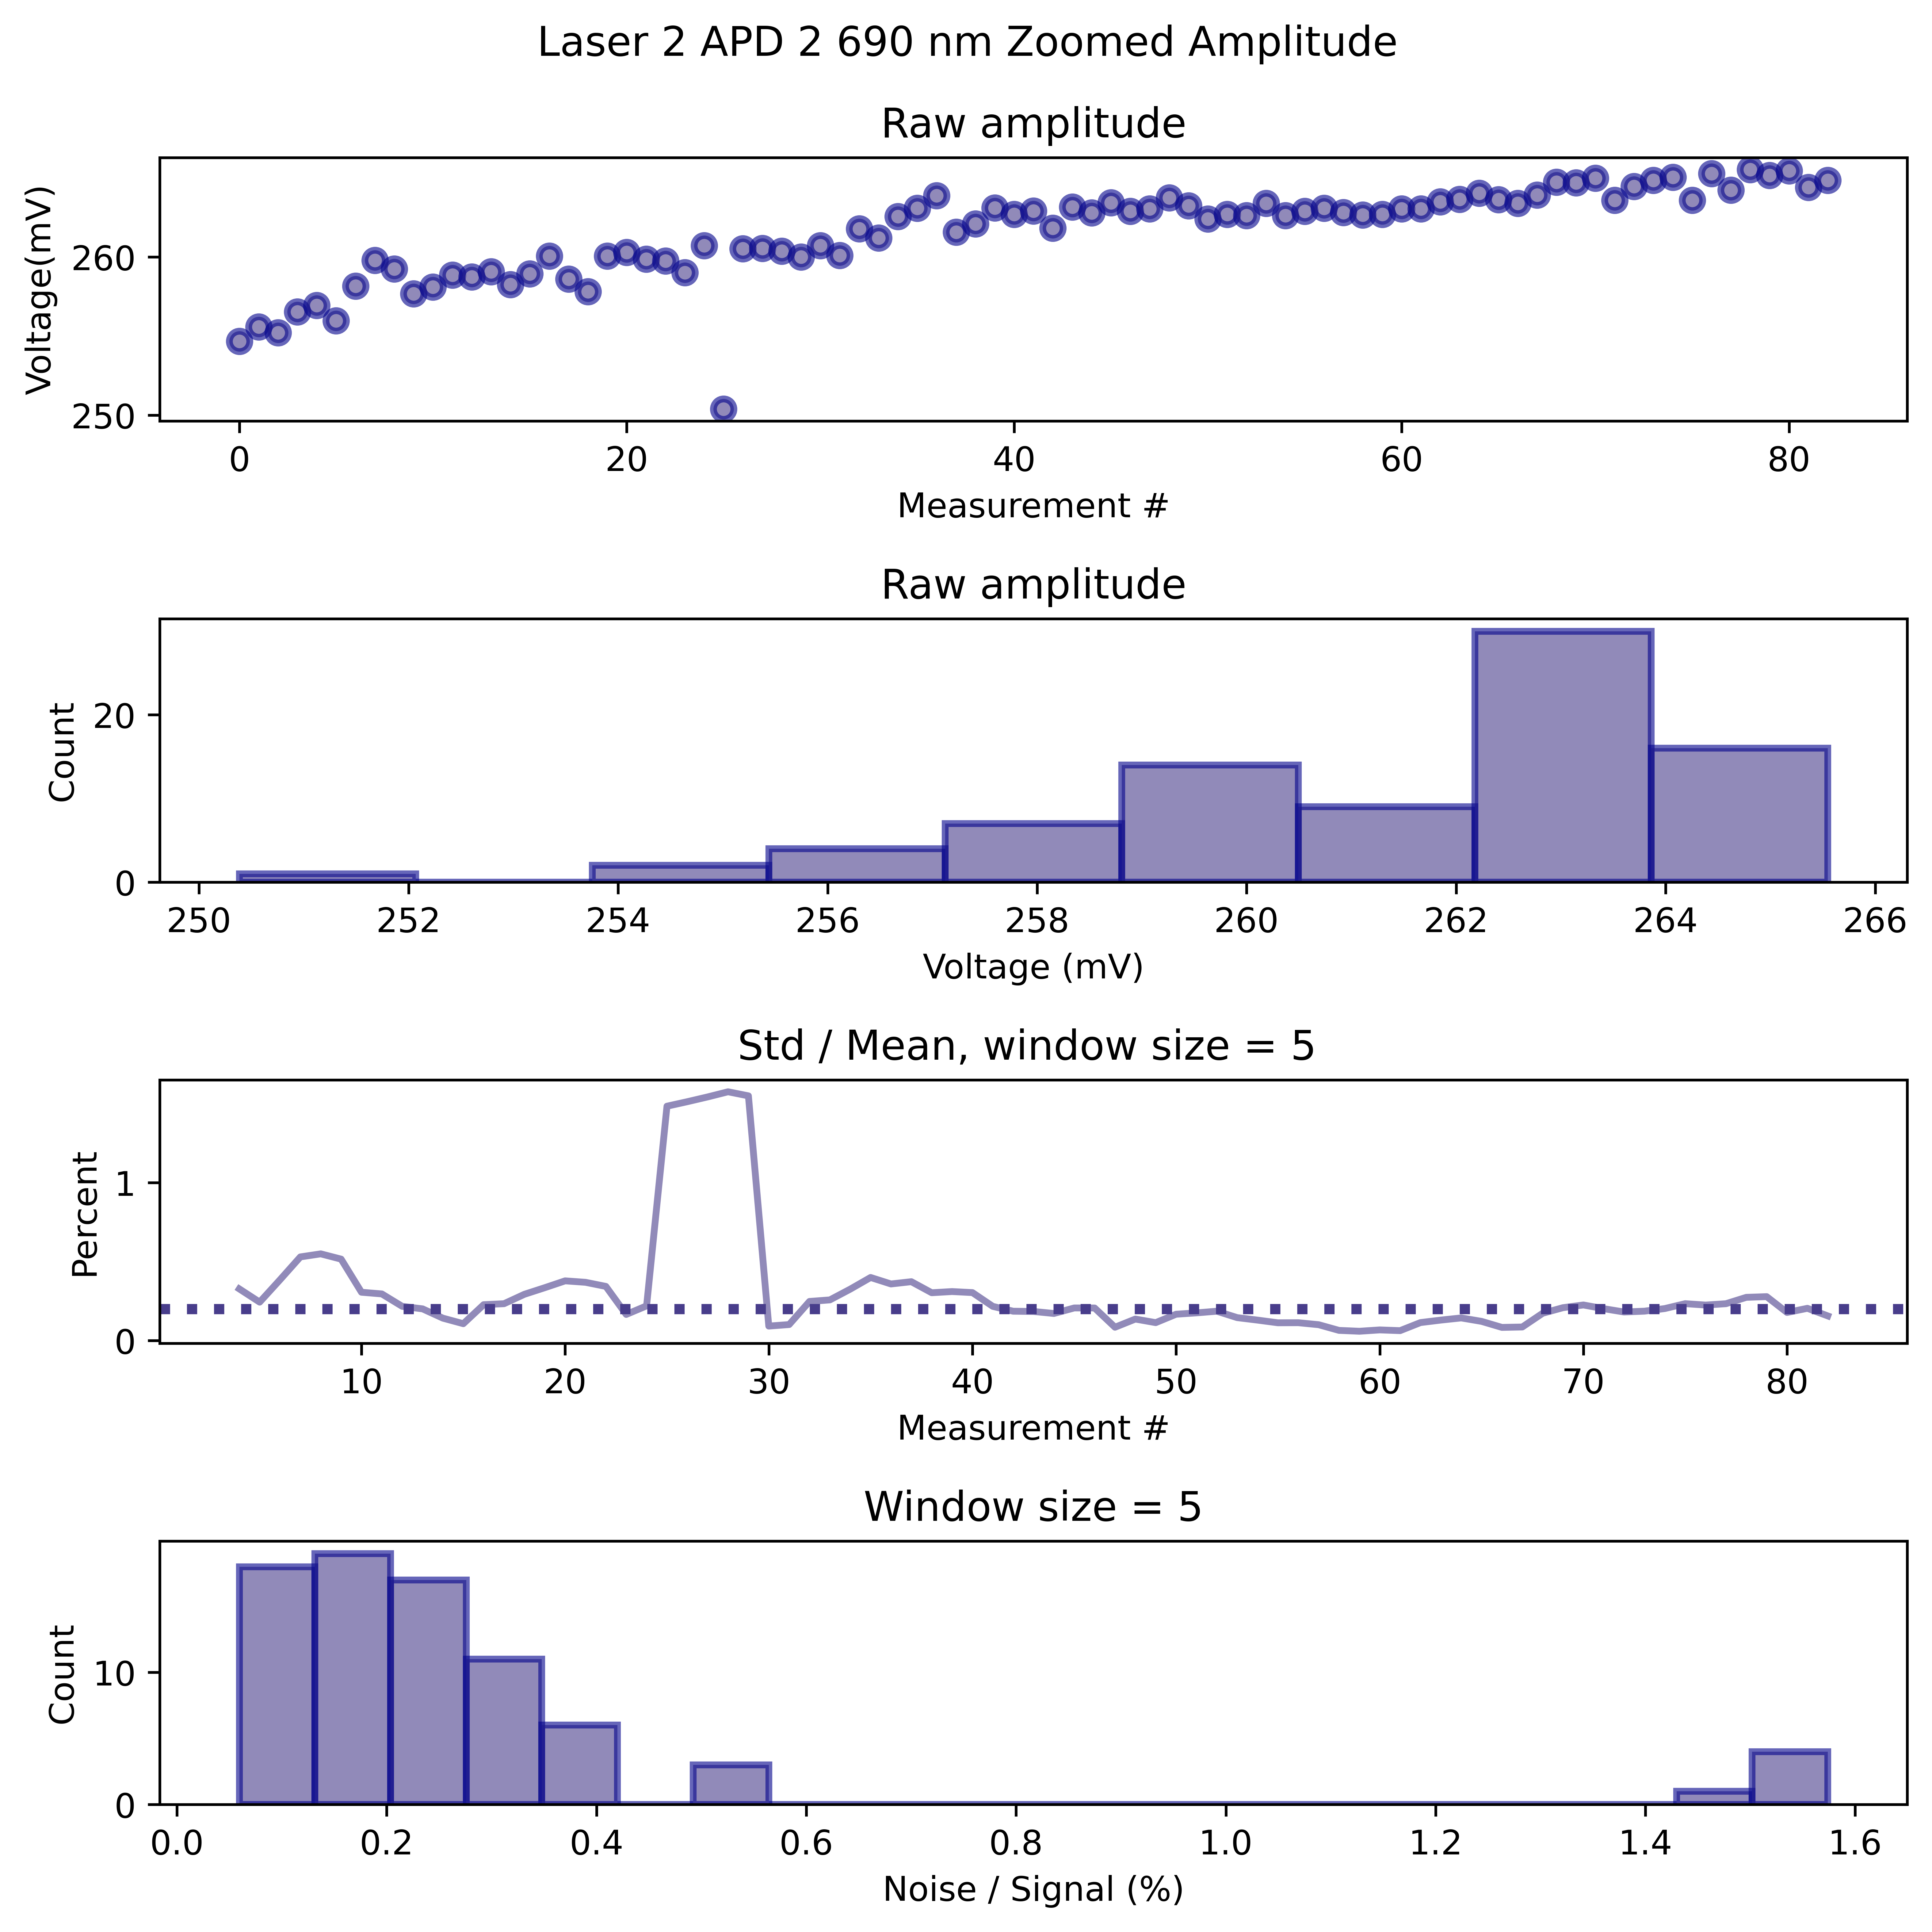 Laser 2 APD 2 690 nm Zoomed Amplitude
Raw amplitude
Voltage(mV)
260
250
0 20 40 60 80
Measurement #
Raw amplitude
Count
20
0
250 252 254 256 258 260 262 264 266
Voltage (mV)
Std / Mean, window size = 5
Percent
1
0
10 20 30 40 50 60 70 80
Measurement #
Window size = 5
Count
10
0
0.0 0.2 0.4 0.6 0.8 1.0 1.2 1.4 1.6
Noise / Signal (%)